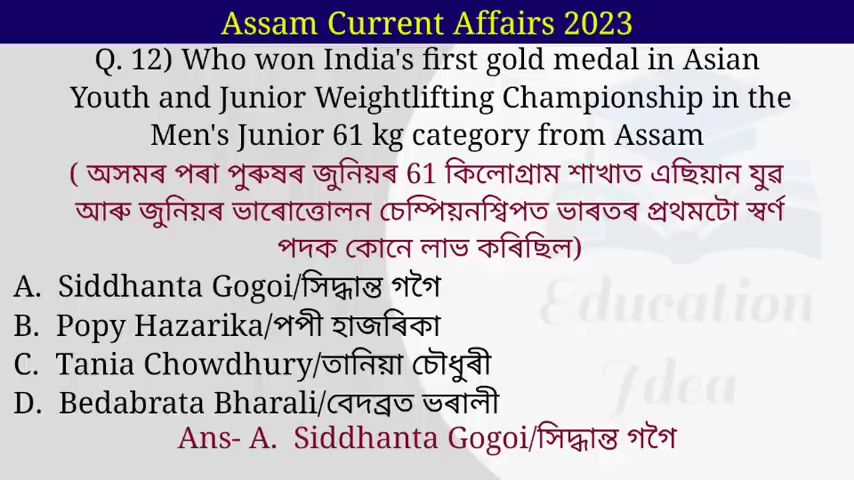 Assam Current Affairs 2023
Q. 12) Who won India's first gold medal in Asian
Youth and Junior Weightlifting Championship in the
Men's Junior 61 kg category from Assam
( অসমৰ পৰা পুৰুষৰ জুনিয়ৰ 61 কিলোগ্ৰাম শাখাত এছিয়ান যুৱ
আৰু জুনিয়ৰ ভাৰোত্তোলন চেম্পিয়নশ্বিপত ভাৰতৰ প্ৰথমটো স্বৰ্ণ
পদক কোনে লাভ কৰিছিল)
A. Siddhanta Gogoi/সিদ্ধান্ত গগৈ
B. Popy Hazarika/পপী হাজৰিকা
C. Tania Chowdhury/তানিয়া চৌধুৰী
D. Bedabrata Bharali/বেদব্ৰত ভৰালী
Ans- A. Siddhanta Gogoi/সিদ্ধান্ত গগৈ
Education
Idea